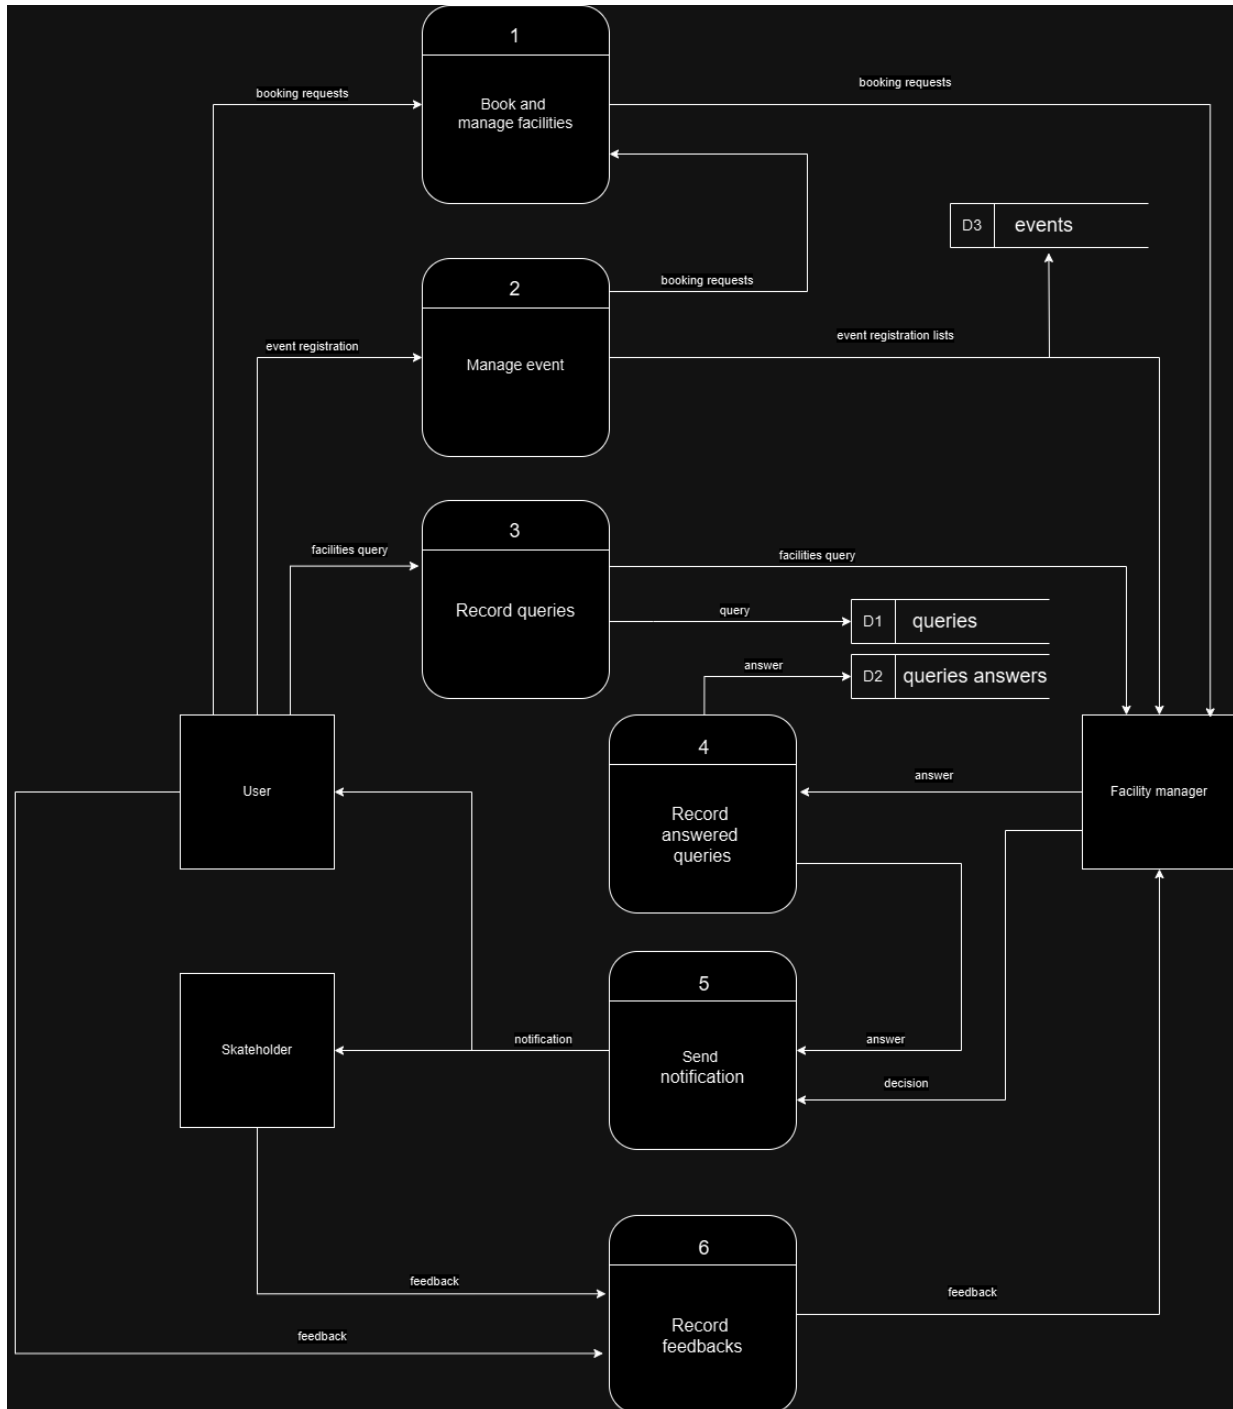 1
booking requests
booking requests
Book and
manage facilities
D3 events
2
booking requests
event registration
event registration lists
Manage event
3
facilities query
facilities query
Record queries
query
D1 queries
answer
D2 queries answers
4
User
answer
Facility manager
Record
answered
queries
5
Skateholder
notification
answer
Send
notification
decision
6
feedback
feedback
Record
feedbacks
feedback